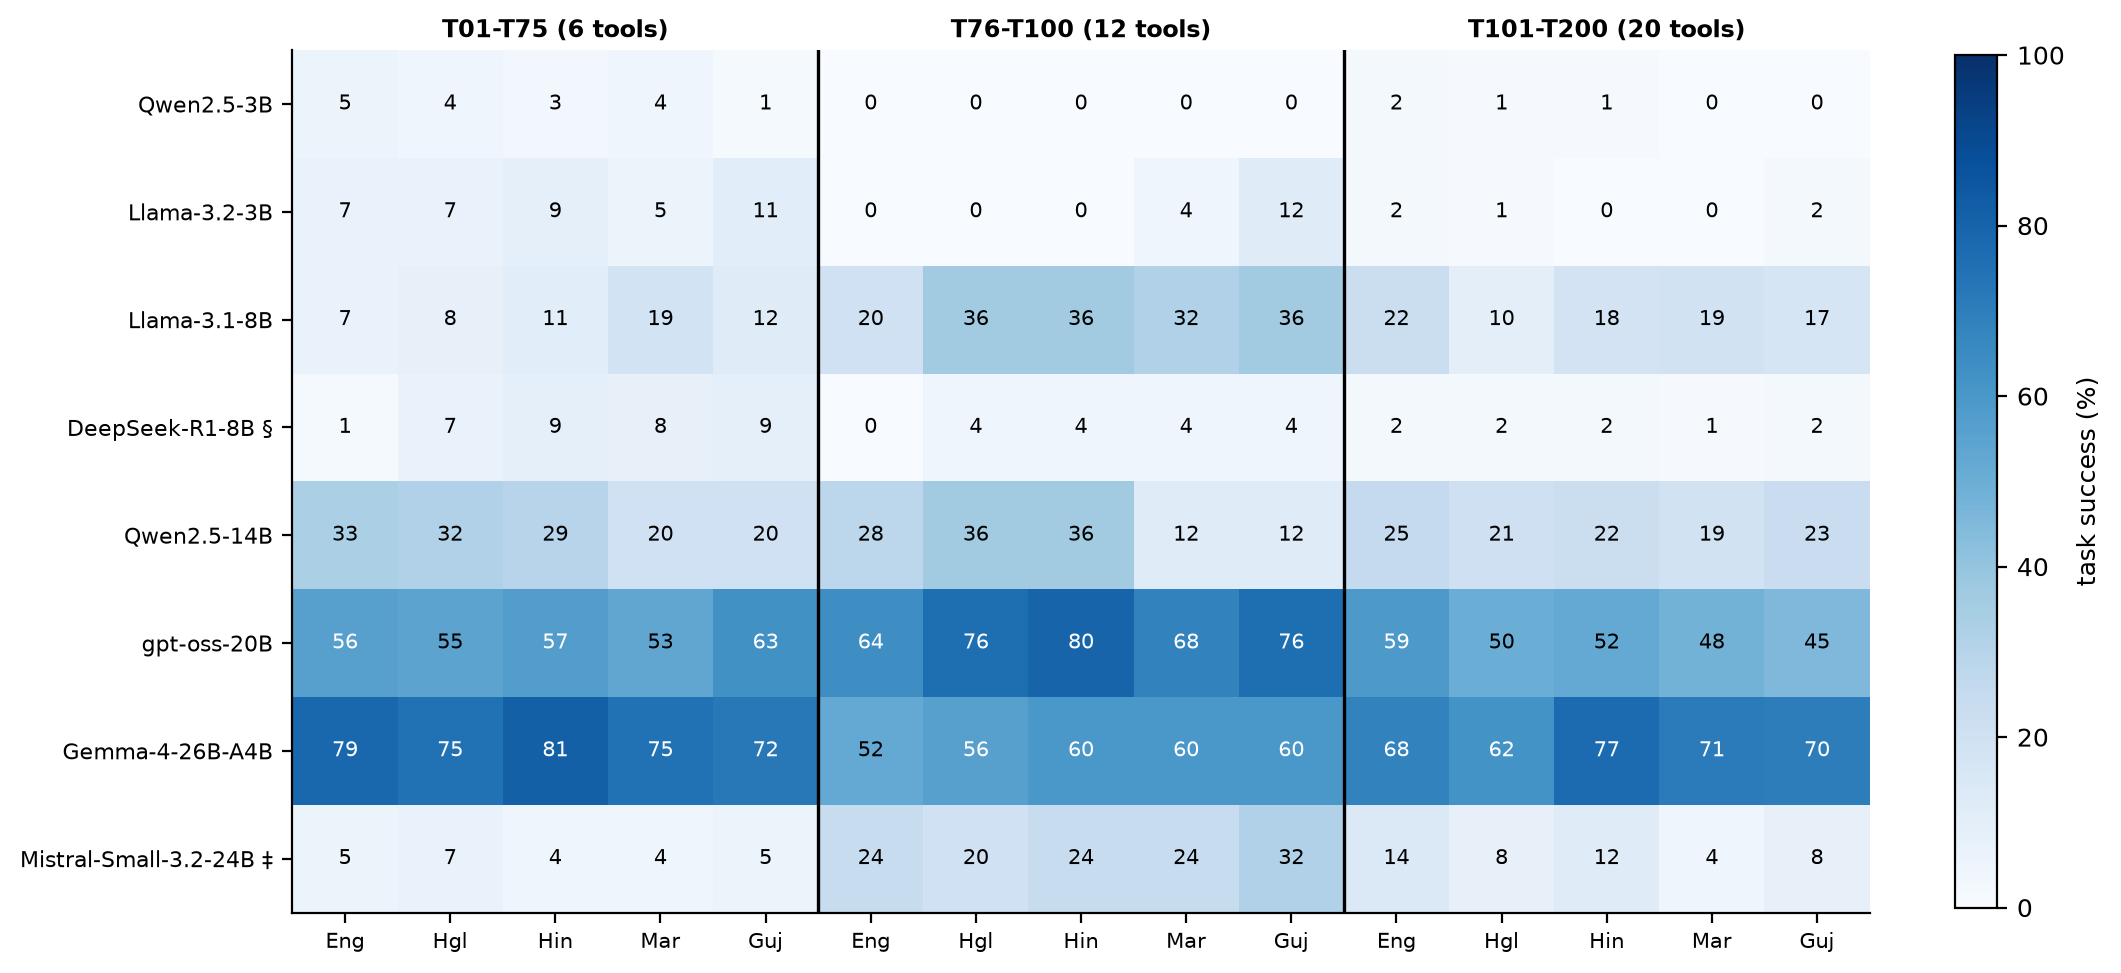 T01-T75 (6 tools) T76-T100 (12 tools) T101-T200 (20 tools)
Qwen2.5-3B 5 4 3 4 1 0 0 0 0 0 2 1 1 0 0
Llama-3.2-3B 7 7 9 5 11 0 0 0 4 12 2 1 0 0 2
Llama-3.1-8B 7 8 11 19 12 20 36 36 32 36 22 10 18 19 17
DeepSeek-R1-8B § 1 7 9 8 9 0 4 4 4 4 2 2 2 1 2
Qwen2.5-14B 33 32 29 20 20 28 36 36 12 12 25 21 22 19 23
gpt-oss-20B 56 55 57 53 63 64 76 80 68 76 59 50 52 48 45
Gemma-4-26B-A4B 79 75 81 75 72 52 56 60 60 60 68 62 77 71 70
Mistral-Small-3.2-24B ‡ 5 7 4 4 5 24 20 24 24 32 14 8 12 4 8
Eng Hgl Hin Mar Guj Eng Hgl Hin Mar Guj Eng Hgl Hin Mar Guj
100
80
60
40
20
0
task success (%)